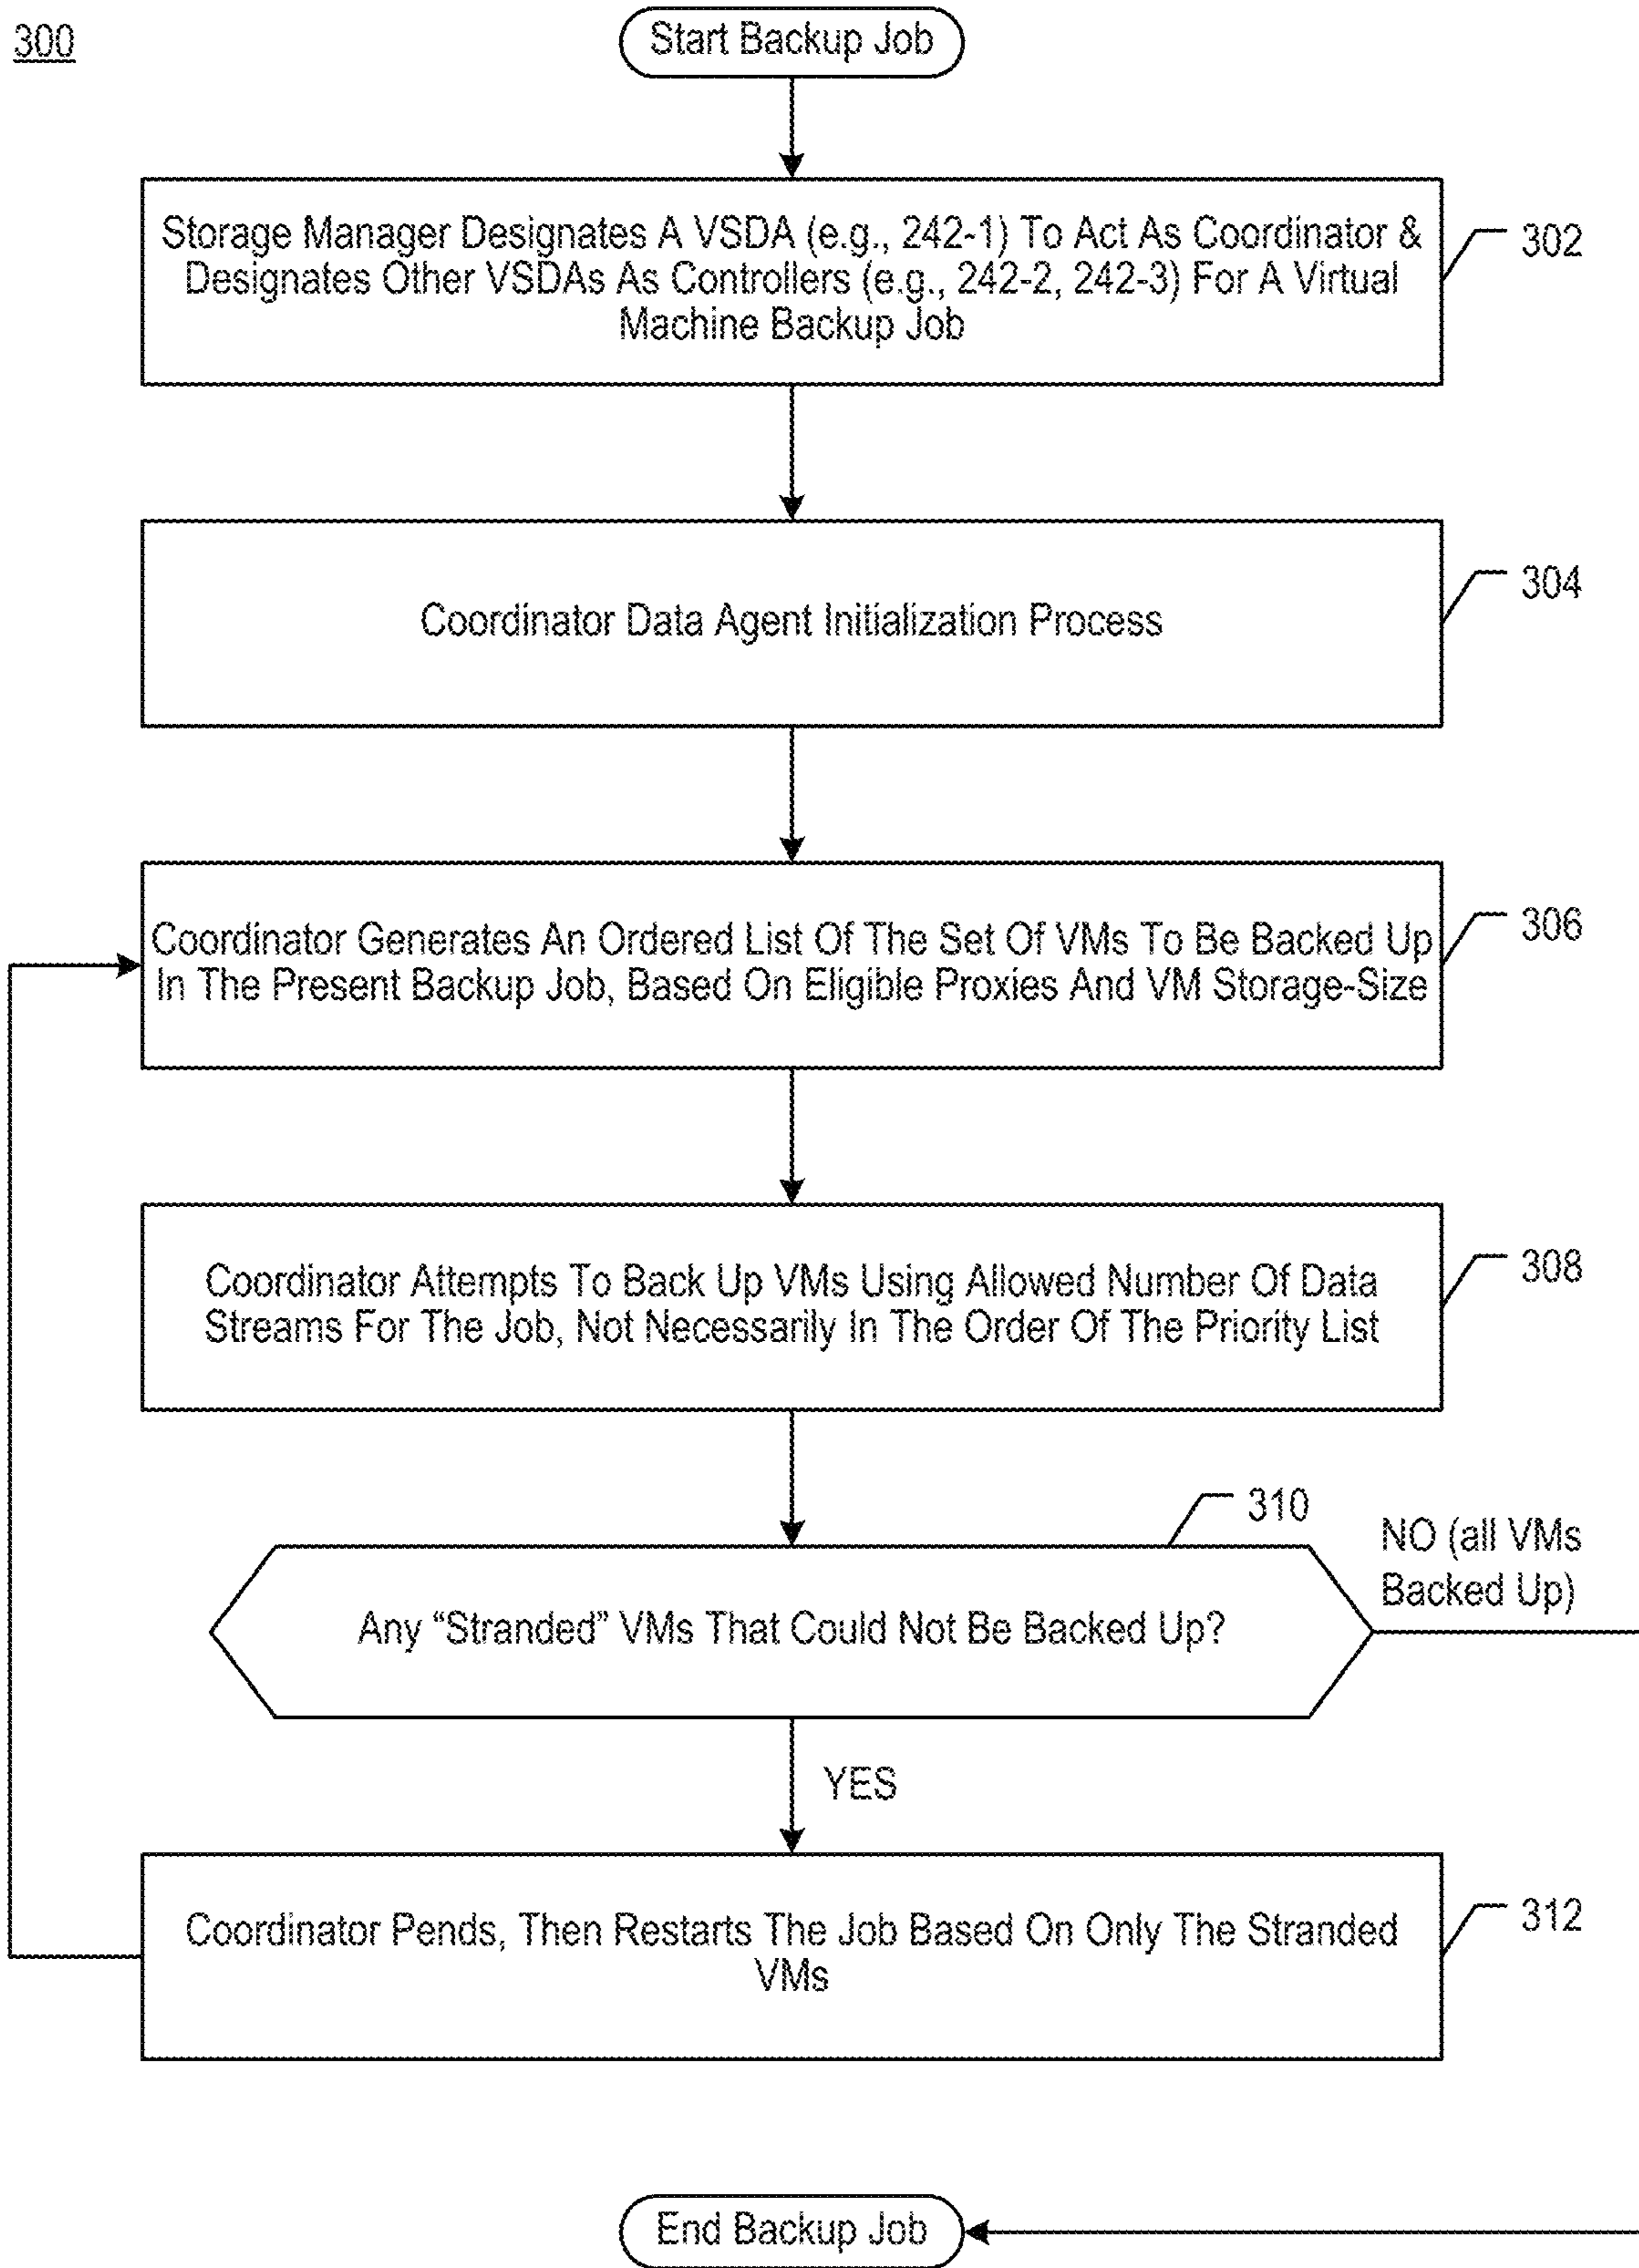 300
Start Backup Job
Storage Manager Designates A VSDA (e.g., 242-1) To Act As Coordinator &
Designates Other VSDAs As Controllers (e.g., 242-2, 242-3) For A Virtual
Machine Backup Job
302
Coordinator Data Agent Initialization Process
304
Coordinator Generates An Ordered List Of The Set Of VMs To Be Backed Up
In The Present Backup Job, Based On Eligible Proxies And VM Storage-Size
306
Coordinator Attempts To Back Up VMs Using Allowed Number Of Data
Streams For The Job, Not Necessarily In The Order Of The Priority List
308
310
NO (all VMs
Backed Up)
Any “Stranded” VMs That Could Not Be Backed Up?
YES
Coordinator Pends, Then Restarts The Job Based On Only The Stranded
VMs
312
End Backup Job